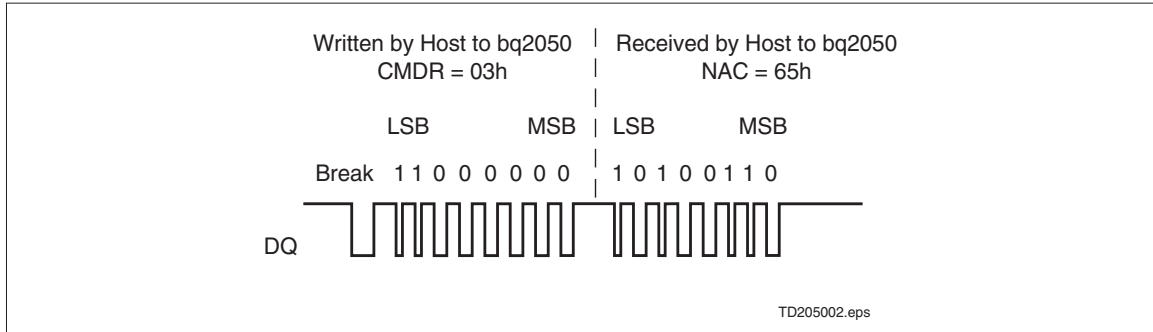 Written by Host to bq2050
CMDR = 03h
Received by Host to bq2050
NAC = 65h
LSB MSB LSB MSB
Break 1 1 0 0 0 0 0 0 1 0 1 0 0 1 1 0
DQ
TD205002.eps